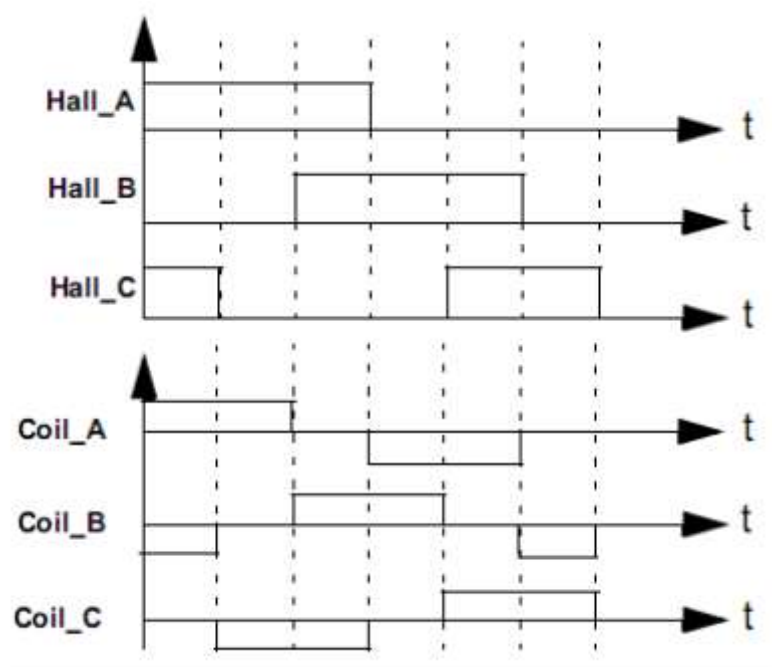 Hall_A t
Hall_B t
Hall_C t
Coil_A t
Coil_B t
Coil_C t